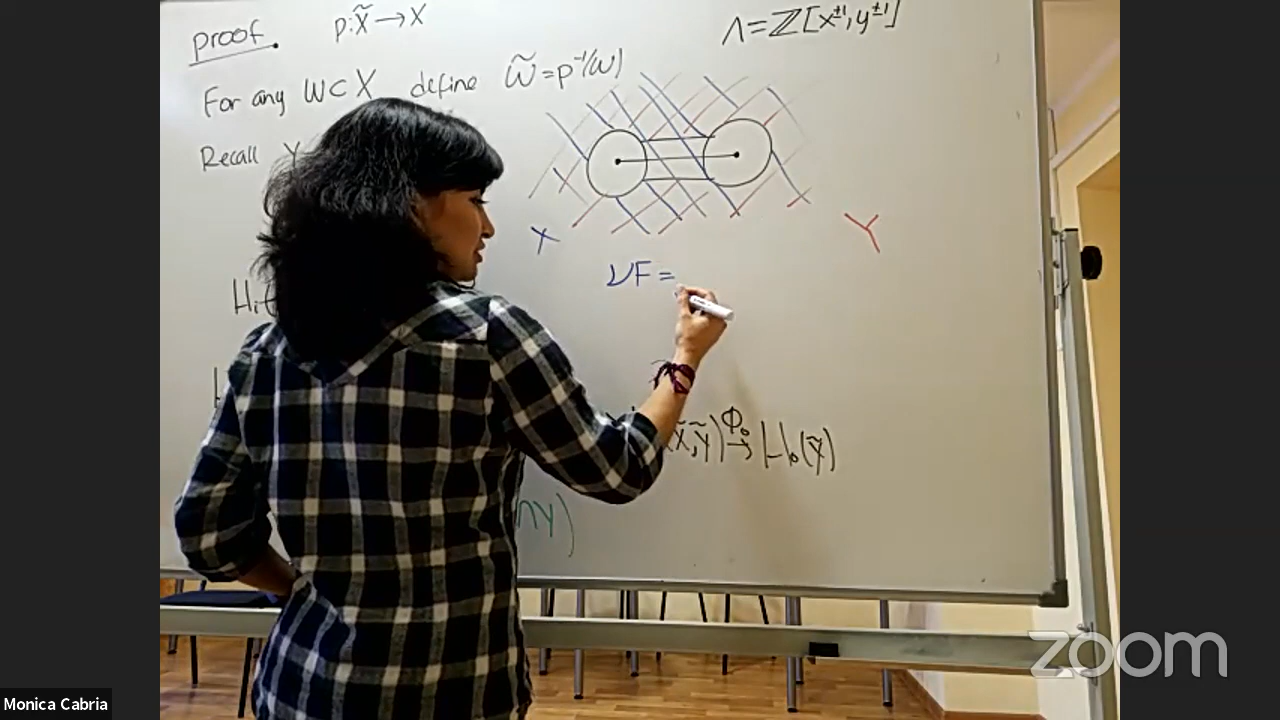 proof. p: X̃ → X Λ = ℤ[x^{±1}, y^{±1}]
For any W⊂X define W̃ = p⁻¹(W)
Recall
X Y
νF =
X̃,Ỹ) →^{Φ₀} H₀(Ỹ)
∩Y)
zoom
Monica Cabria